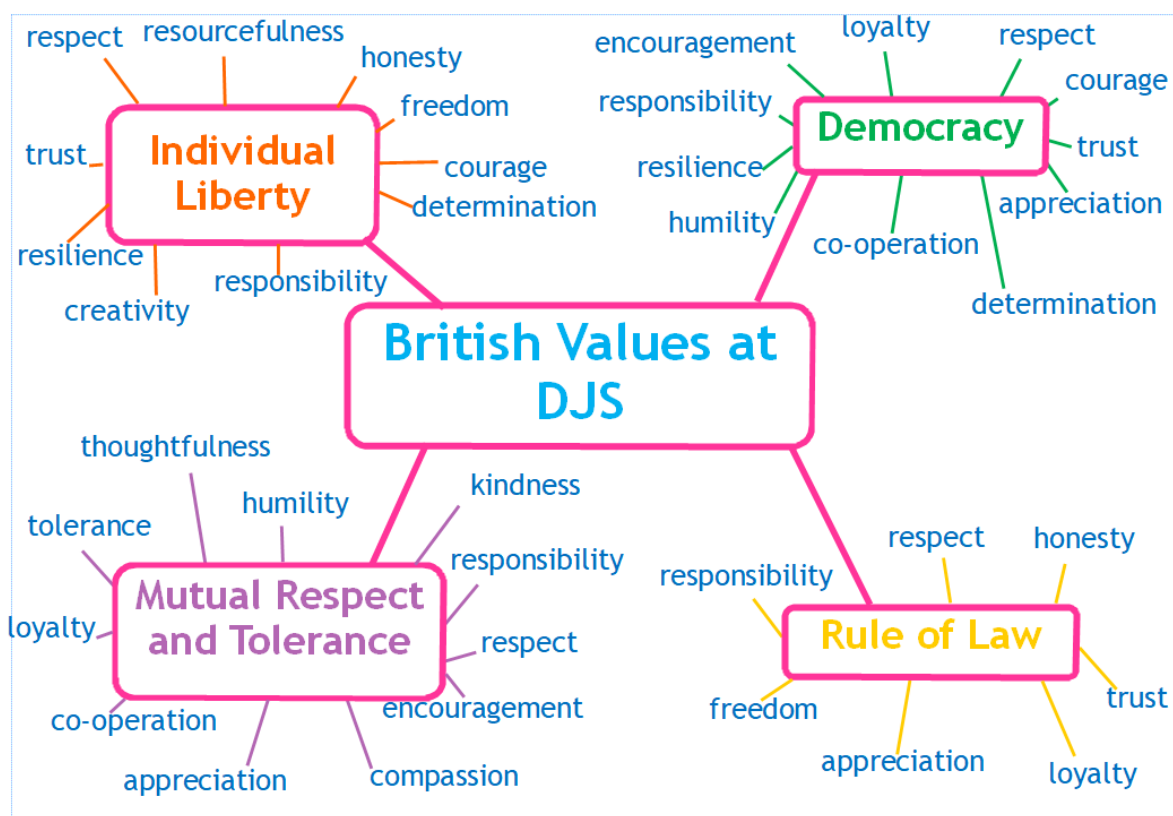 respect
resourcefulness
honesty
freedom
trust
Individual
Liberty
courage
determination
resilience
creativity
responsibility
encouragement
loyalty
respect
courage
responsibility
Democracy
trust
resilience
appreciation
humility
co-operation
determination
British Values at
DJS
thoughtfulness
humility
kindness
tolerance
responsibility
Mutual Respect
and Tolerance
loyalty
respect
co-operation
encouragement
appreciation
compassion
respect
honesty
responsibility
Rule of Law
freedom
trust
appreciation
loyalty